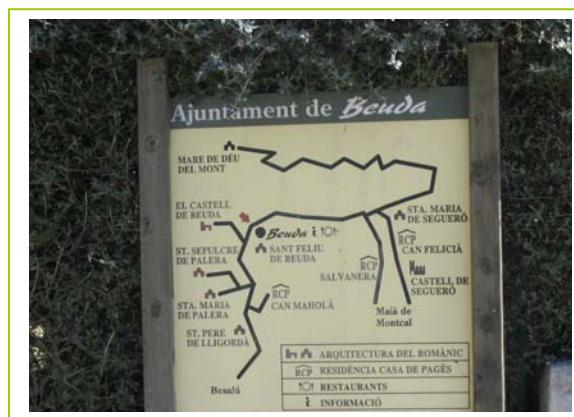 Ajuntament de Beuda
MARE DE DÉU
DEL MONT
EL CASTELL
DE BEUDA
STA. MARIA
DE SEGUERÓ
Beuda i
ST. SEPULCRE
DE PALERA
SANT FELIU
DE BEUDA
RCP
CAN FELICIÀ
RCP
SALVANERA
CASTELL DE
SEGUERÓ
STA. MARIA
DE PALERA
RCP
CAN MAHOLÀ
Maià de
Montcal
ST. PERE
DE LLIGORDÀ
Besalú
ARQUITECTURA DEL ROMÀNIC
RCP RESIDÈNCIA CASA DE PAGÈS
RESTAURANTS
i INFORMACIÓ